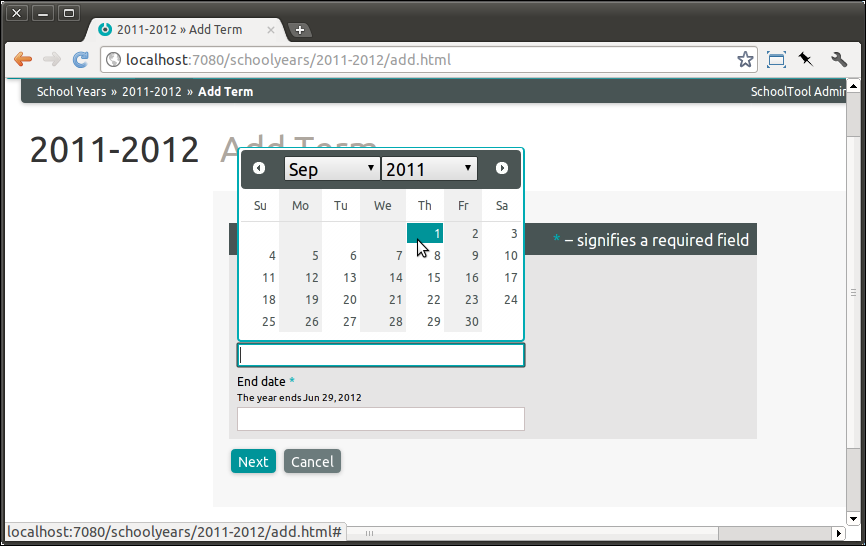 2011-2012 » Add Term
localhost:7080/schoolyears/2011-2012/add.html
School Years » 2011-2012 » Add Term
SchoolTool Admin
2011-2012 Add Term
Sep 2011
Su Mo Tu We Th Fr Sa
1 2 3
4 5 6 7 8 9 10
11 12 13 14 15 16 17
18 19 20 21 22 23 24
25 26 27 28 29 30
* – signifies a required field
End date *
The year ends Jun 29, 2012
Next Cancel
localhost:7080/schoolyears/2011-2012/add.html#